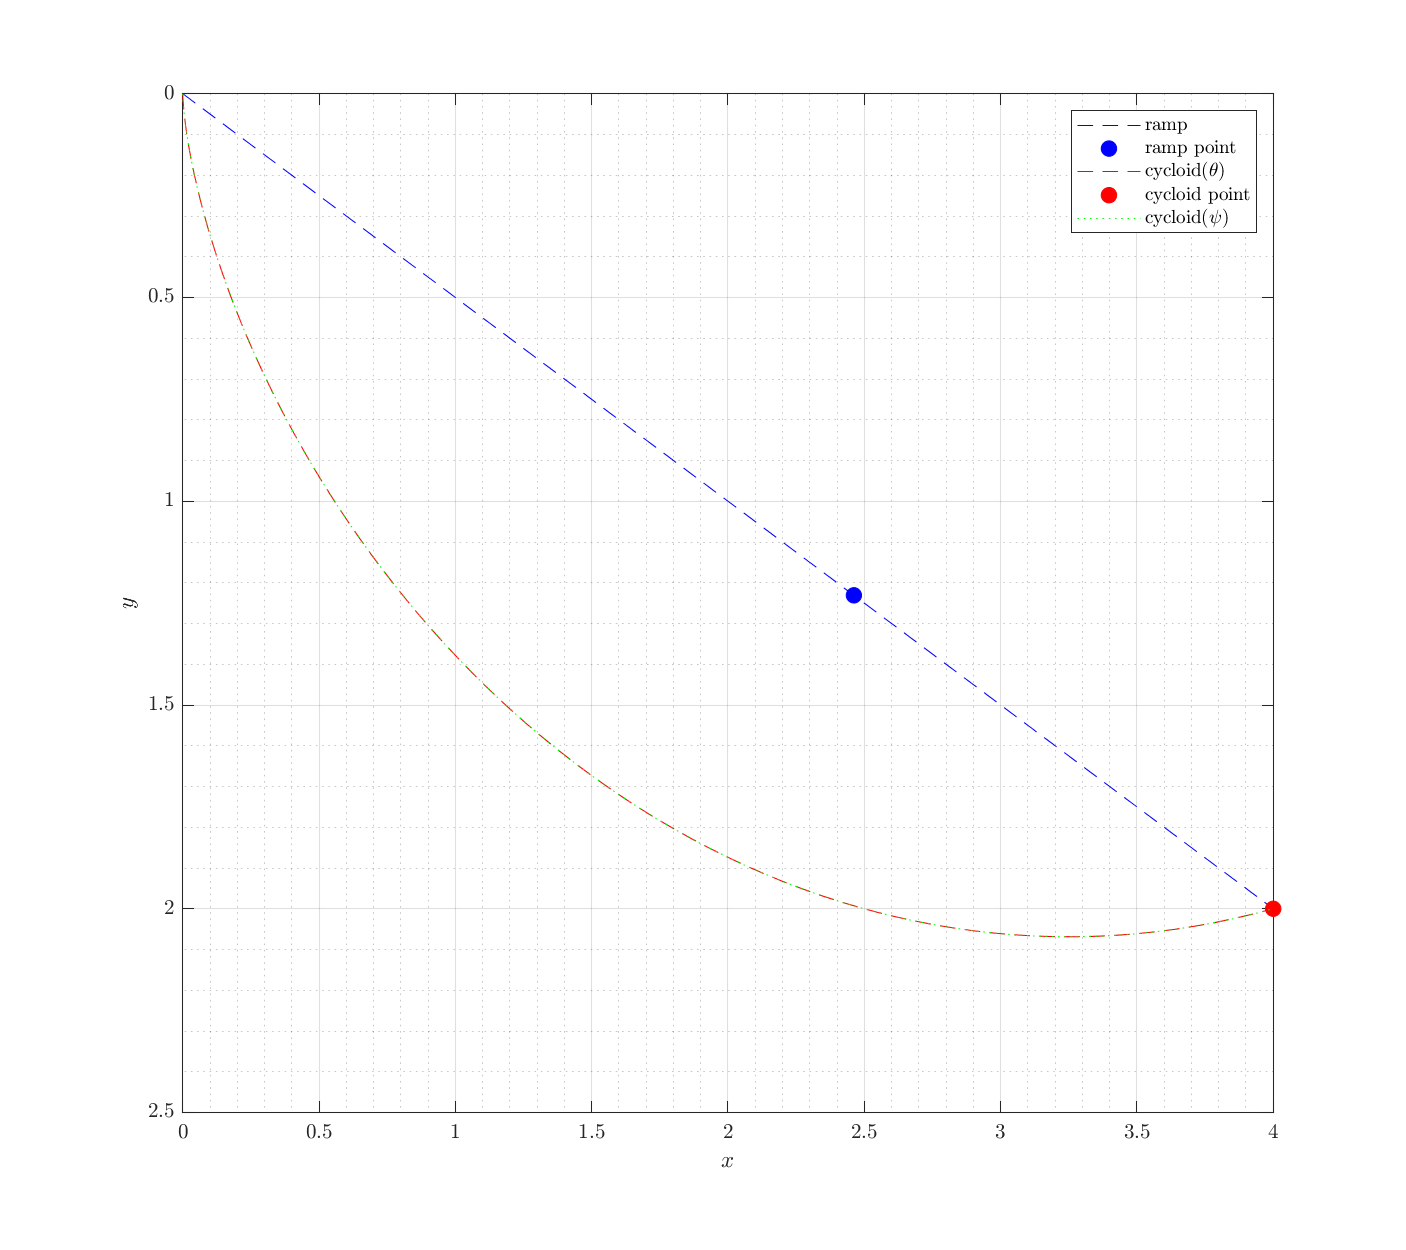 ramp
ramp point
cycloid(θ)
cycloid point
cycloid(ψ)
0
0.5
1
1.5
2
2.5
y
0 0.5 1 1.5 2 2.5 3 3.5 4
x